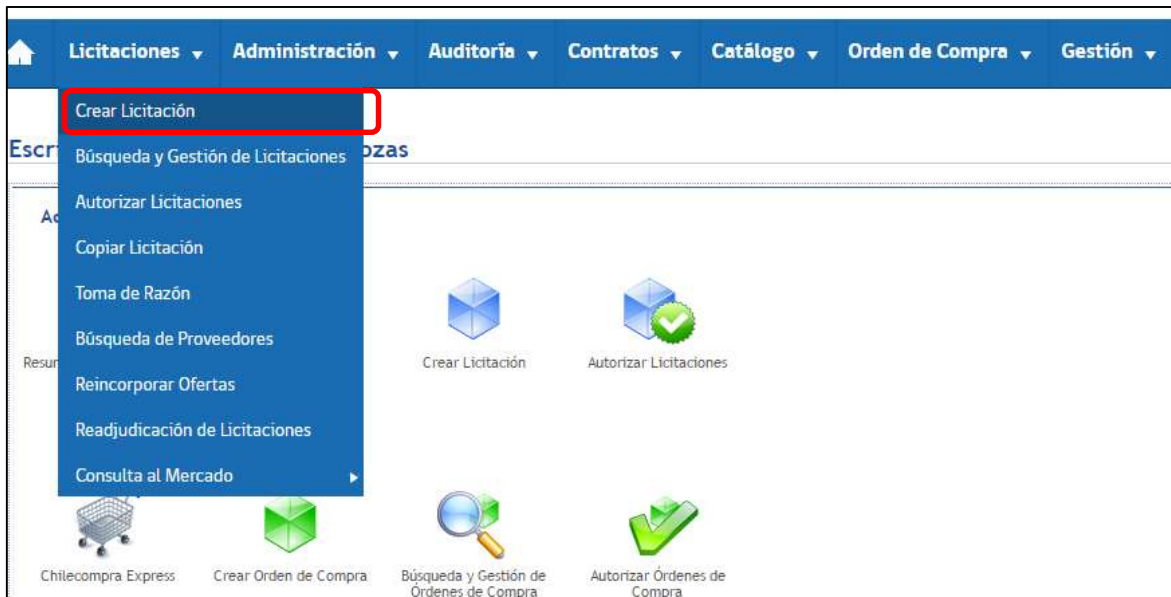 Licitaciones Administración Auditoría Contratos Catálogo Orden de Compra Gestión
Crear Licitación
Búsqueda y Gestión de Licitaciones
Autorizar Licitaciones
Copiar Licitación
Toma de Razón
Búsqueda de Proveedores
Reincorporar Ofertas
Readjudicación de Licitaciones
Consulta al Mercado
Crear Licitación Autorizar Licitaciones
Chilecompra Express Crear Orden de Compra Búsqueda y Gestión de Órdenes de Compra Autorizar Órdenes de Compra